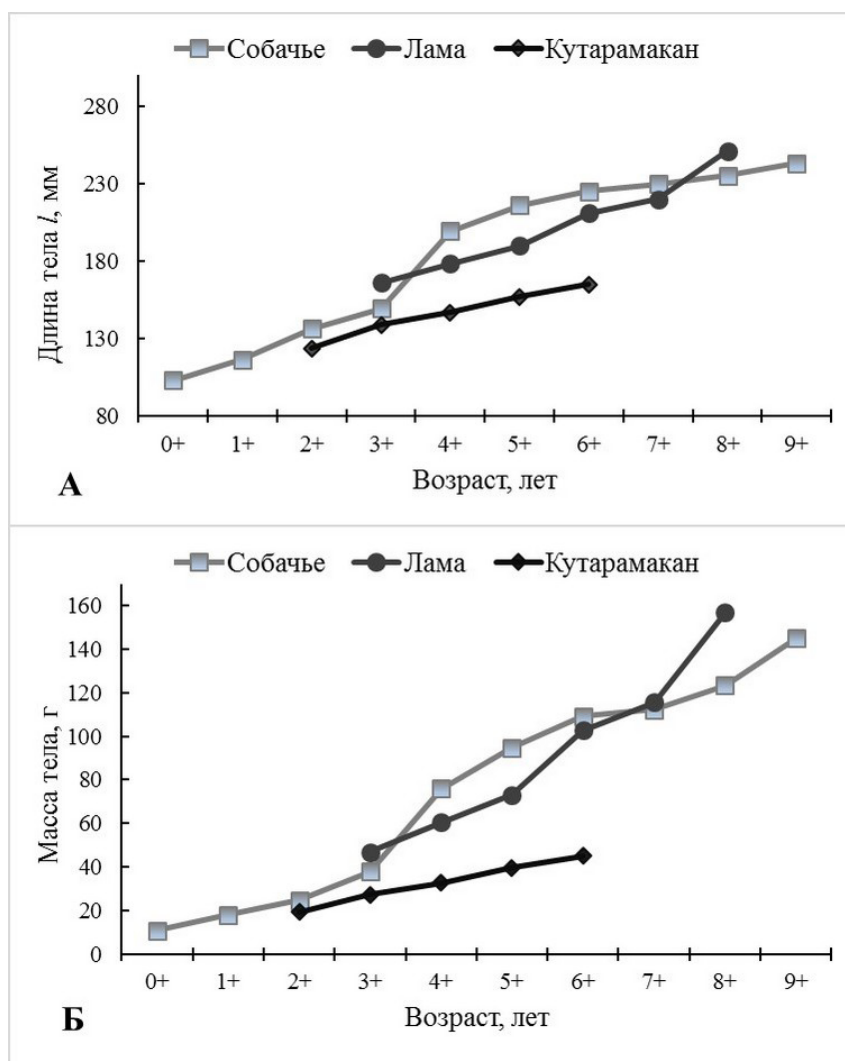 Собачье Лама Кутарамакан
280
230
180
130
80
Длина тела l, мм
0+ 1+ 2+ 3+ 4+ 5+ 6+ 7+ 8+ 9+
А Возраст, лет
Собачье Лама Кутарамакан
160
140
120
100
80
60
40
20
0
Масса тела, г
0+ 1+ 2+ 3+ 4+ 5+ 6+ 7+ 8+ 9+
Б Возраст, лет